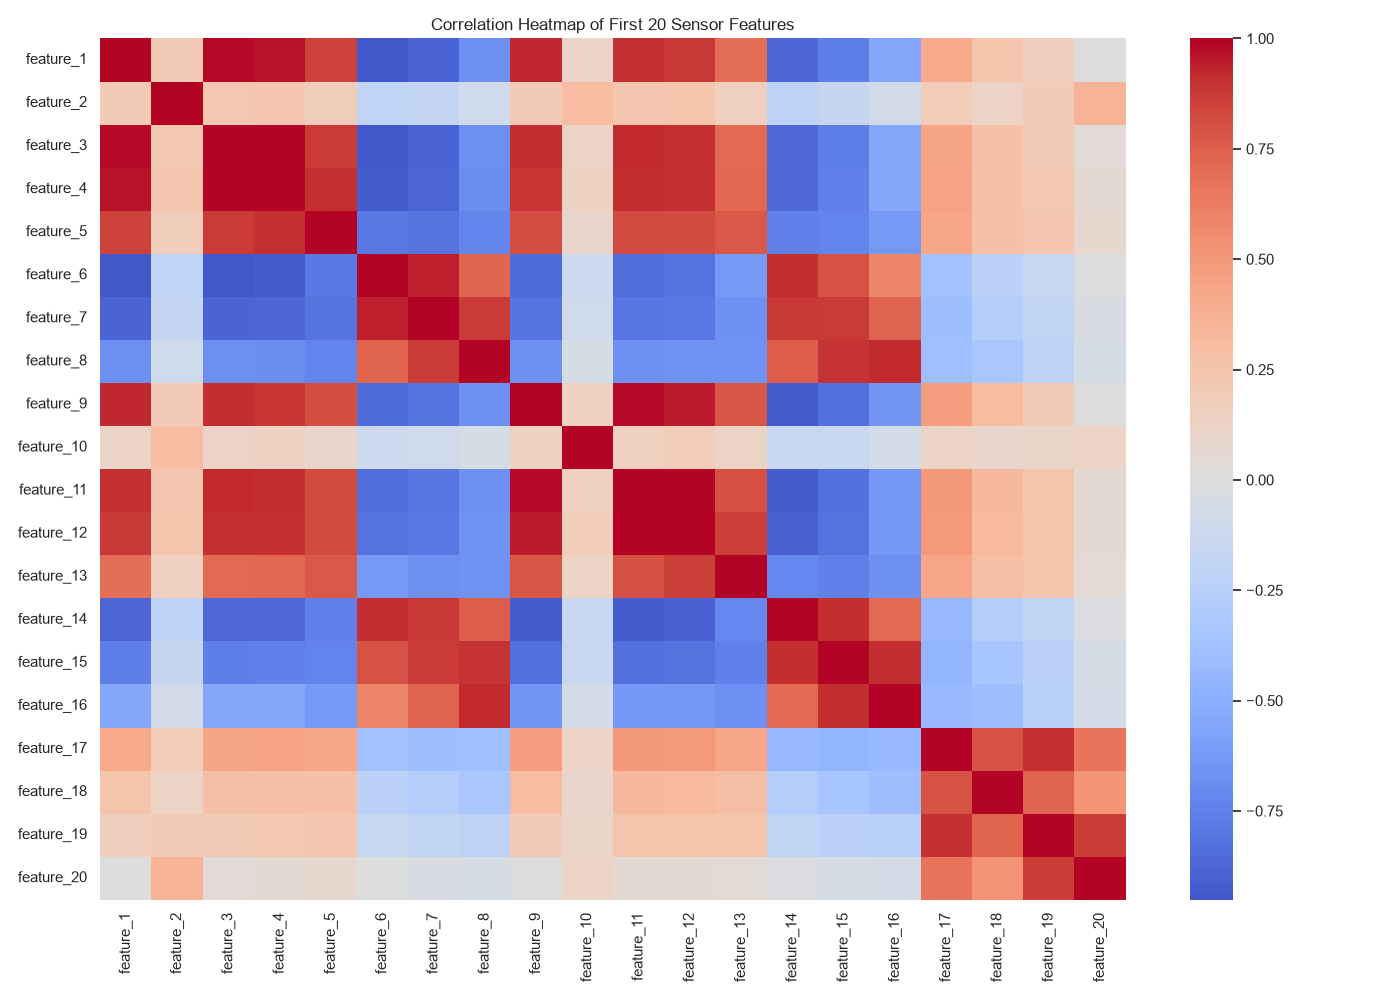 Correlation Heatmap of First 20 Sensor Features
feature_1
feature_2
feature_3
feature_4
feature_5
feature_6
feature_7
feature_8
feature_9
feature_10
feature_11
feature_12
feature_13
feature_14
feature_15
feature_16
feature_17
feature_18
feature_19
feature_20
feature_1
feature_2
feature_3
feature_4
feature_5
feature_6
feature_7
feature_8
feature_9
feature_10
feature_11
feature_12
feature_13
feature_14
feature_15
feature_16
feature_17
feature_18
feature_19
feature_20
1.00
0.75
0.50
0.25
0.00
−0.25
−0.50
−0.75